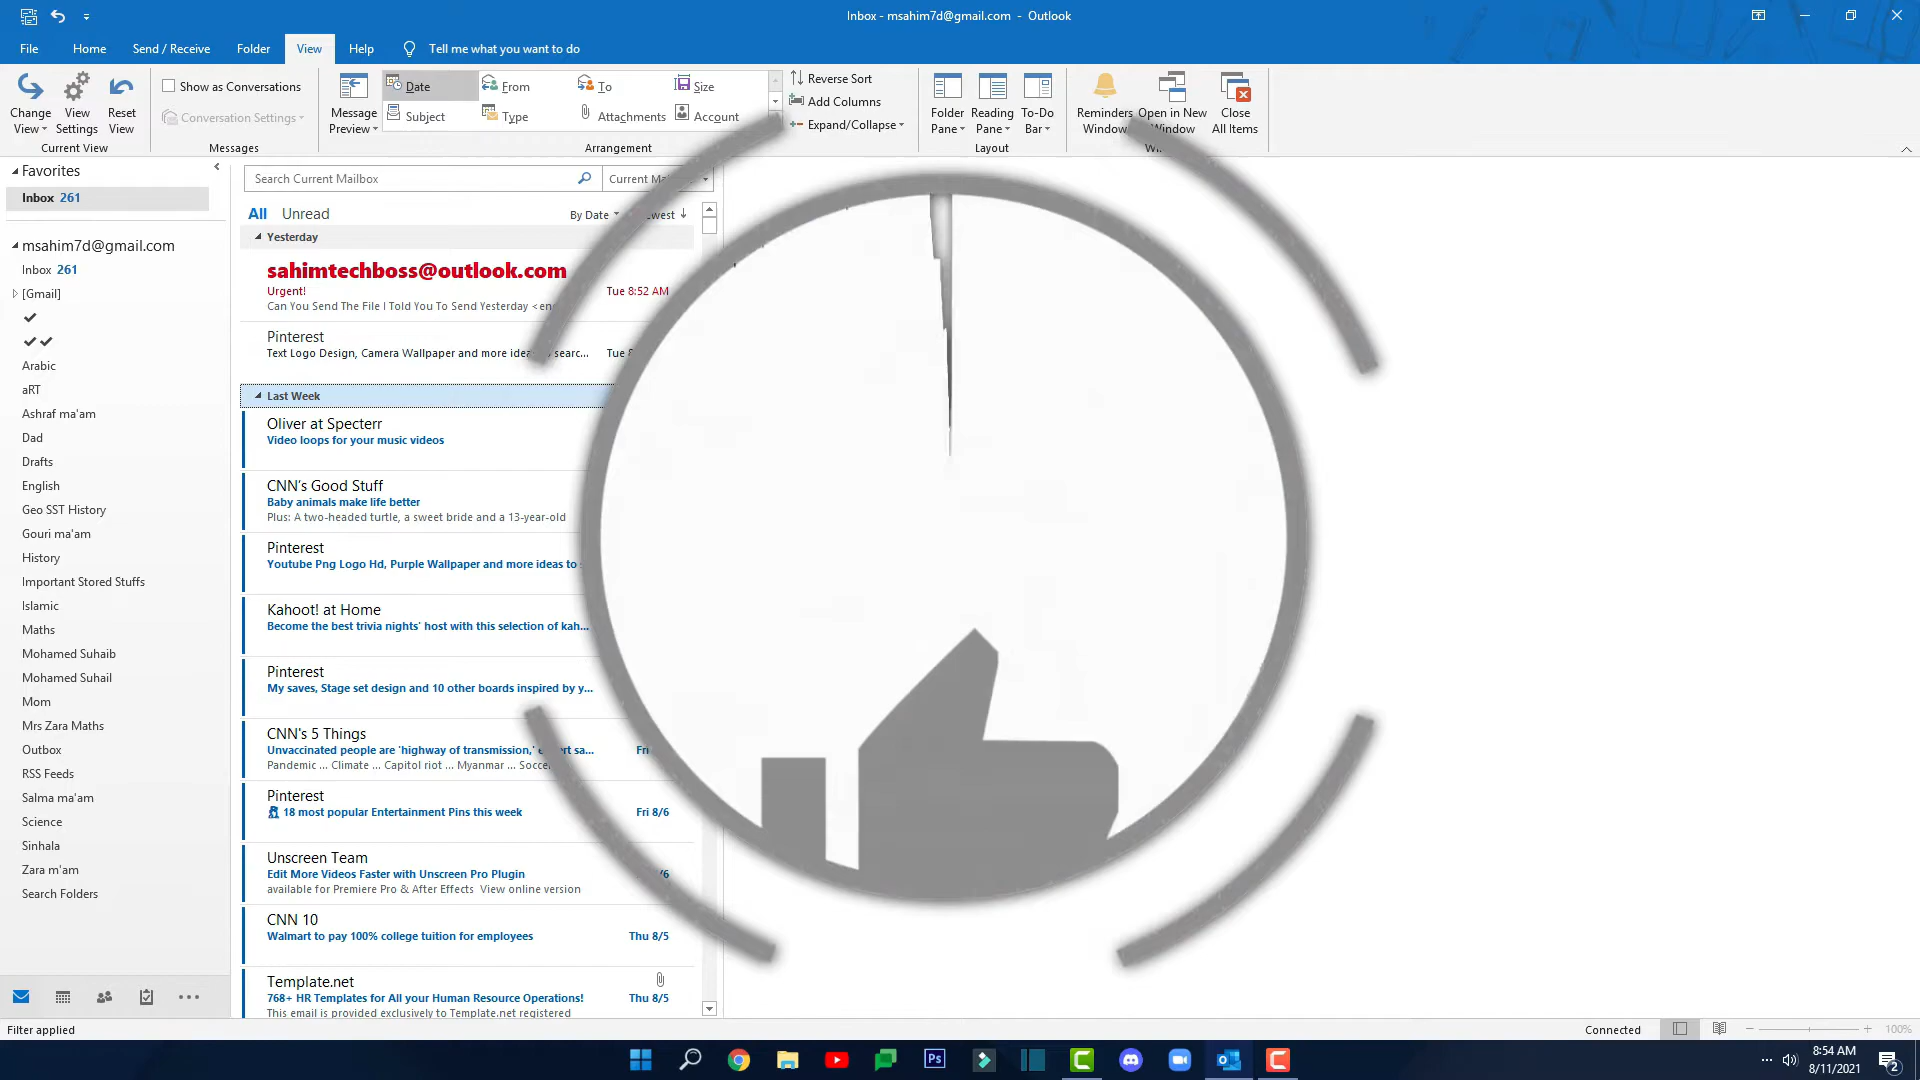 Inbox - msahim7d@gmail.com - Outlook
File Home Send / Receive Folder View Help Tell me what you want to do
Change View
View Settings
Reset View
Current View
Show as Conversations
Conversation Settings
Messages
Message Preview
Date From To Size
Subject Type Attachments Account
Reverse Sort
Add Columns
Expand/Collapse
Arrangement
Folder Pane
Reading Pane
To-Do Bar
Layout
Reminders Window
Open in New Window
Close All Items
Favorites
Inbox 261
msahim7d@gmail.com
Inbox 261
[Gmail]
Arabic
aRT
Ashraf ma'am
Dad
Drafts
English
Geo SST History
Gouri ma'am
History
Important Stored Stuffs
Islamic
Maths
Mohamed Suhaib
Mohamed Suhail
Mom
Mrs Zara Maths
Outbox
RSS Feeds
Salma ma'am
Science
Sinhala
Zara m'am
Search Folders
Search Current Mailbox Current
All Unread By Date
Yesterday
sahimtechboss@outlook.com
Urgent! Tue 8:52 AM
Can You Send The File I Told You To Send Yesterday
Pinterest
Text Logo Design, Camera Wallpaper and more Tue
Last Week
Oliver at Specterr
Video loops for your music videos
CNN's Good Stuff
Baby animals make life better
Plus: A two-headed turtle, a sweet bride and a 13-year-old
Pinterest
Youtube Png Logo Hd, Purple Wallpaper and more ideas to
Kahoot! at Home
Become the best trivia nights' host with this selection of kah...
Pinterest
My saves, Stage set design and 10 other boards inspired by y...
CNN's 5 Things
Unvaccinated people are 'highway of transmission,' sa... Fri
Pandemic ... Climate ... Capitol riot ... Myanmar ...
Pinterest
18 most popular Entertainment Pins this week Fri 8/6
Unscreen Team
Edit More Videos Faster with Unscreen Pro Plugin
available for Premiere Pro & After Effects View online version
CNN 10
Walmart to pay 100% college tuition for employees Thu 8/5
Template.net
768+ HR Templates for All your Human Resource Operations! Thu 8/5
This email is provided exclusively to Template.net registered
Filter applied Connected 100%
Ps
8:54 AM
8/11/2021
2